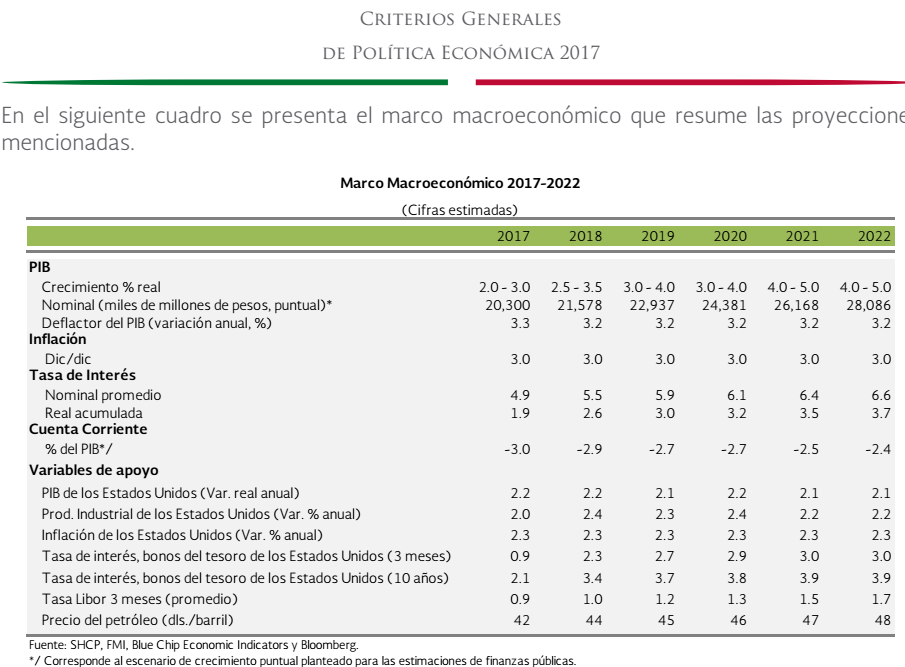 Criterios Generales
de Política Económica 2017
En el siguiente cuadro se presenta el marco macroeconómico que resume las proyeccione
mencionadas.
Marco Macroeconómico 2017-2022
(Cifras estimadas)
2017 2018 2019 2020 2021 2022
PIB
Crecimiento % real 2.0 - 3.0 2.5 - 3.5 3.0 - 4.0 3.0 - 4.0 4.0 - 5.0 4.0 - 5.0
Nominal (miles de millones de pesos, puntual)* 20,300 21,578 22,937 24,381 26,168 28,086
Deflactor del PIB (variación anual, %) 3.3 3.2 3.2 3.2 3.2 3.2
Inflación
Dic/dic 3.0 3.0 3.0 3.0 3.0 3.0
Tasa de Interés
Nominal promedio 4.9 5.5 5.9 6.1 6.4 6.6
Real acumulada 1.9 2.6 3.0 3.2 3.5 3.7
Cuenta Corriente
% del PIB*/ -3.0 -2.9 -2.7 -2.7 -2.5 -2.4
Variables de apoyo
PIB de los Estados Unidos (Var. real anual) 2.2 2.2 2.1 2.2 2.1 2.1
Prod. Industrial de los Estados Unidos (Var. % anual) 2.0 2.4 2.3 2.4 2.2 2.2
Inflación de los Estados Unidos (Var. % anual) 2.3 2.3 2.3 2.3 2.3 2.3
Tasa de interés, bonos del tesoro de los Estados Unidos (3 meses) 0.9 2.3 2.7 2.9 3.0 3.0
Tasa de interés, bonos del tesoro de los Estados Unidos (10 años) 2.1 3.4 3.7 3.8 3.9 3.9
Tasa Libor 3 meses (promedio) 0.9 1.0 1.2 1.3 1.5 1.7
Precio del petróleo (dls./barril) 42 44 45 46 47 48
Fuente: SHCP, FMI, Blue Chip Economic Indicators y Bloomberg.
*/ Corresponde al escenario de crecimiento puntual planteado para las estimaciones de finanzas públicas.